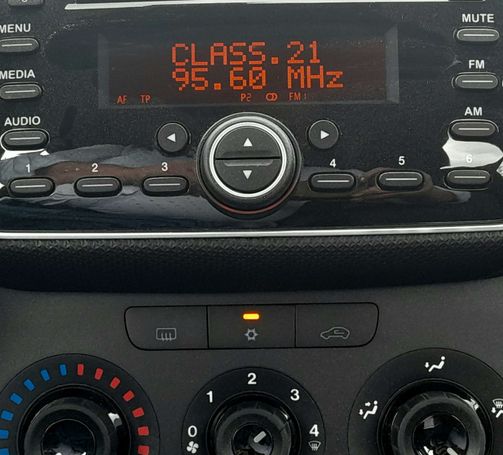 MENU
MUTE
CLASS.21
95.60 MHz
MEDIA
FM
AF TP P2 FM1
AUDIO
AM
1 2 3 4 5 6
0 1 2 3 4